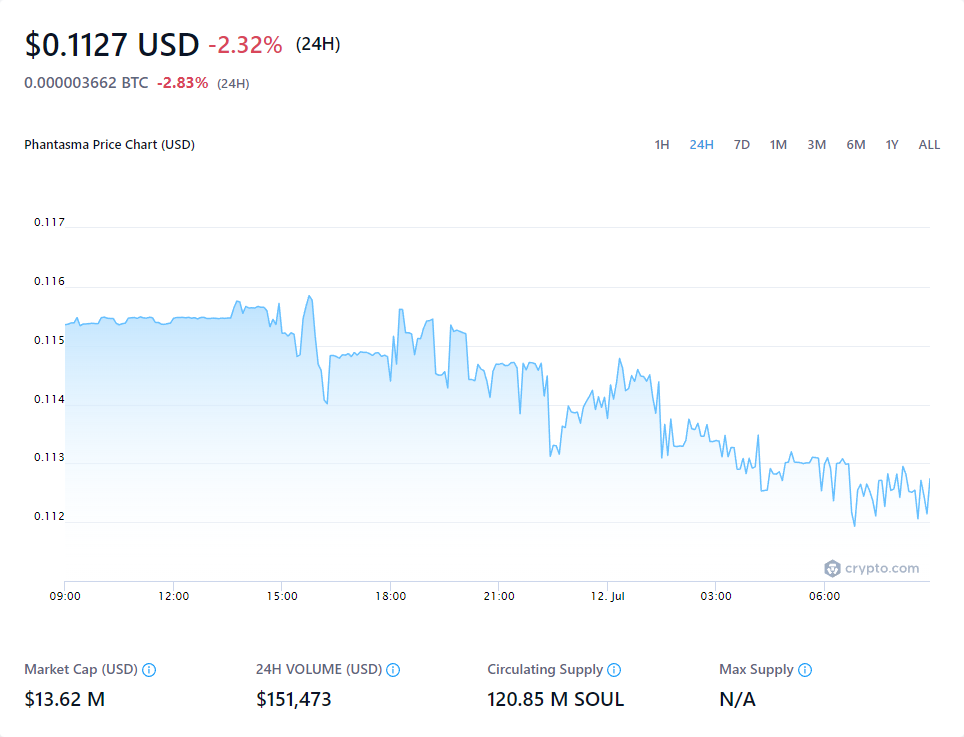 $0.1127 USD -2.32% (24H)
0.000003662 BTC -2.83% (24H)
Phantasma Price Chart (USD) 1H 24H 7D 1M 3M 6M 1Y ALL
0.117
0.116
0.115
0.114
0.113
0.112
crypto.com
09:00 12:00 15:00 18:00 21:00 12. Jul 03:00 06:00
Market Cap (USD) 24H VOLUME (USD) Circulating Supply Max Supply
$13.62 M $151,473 120.85 M SOUL N/A